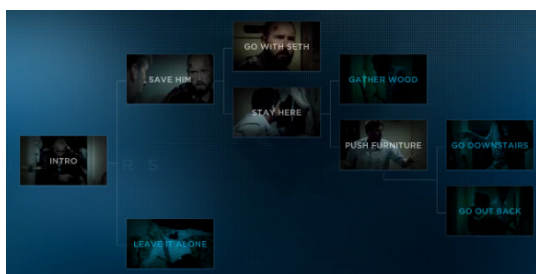 GO WITH SETH
SAVE HIM
GATHER WOOD
STAY HERE
PUSH FURNITURE
GO DOWNSTAIRS
INTRO
R S
GO OUT BACK
LEAVE IT ALONE